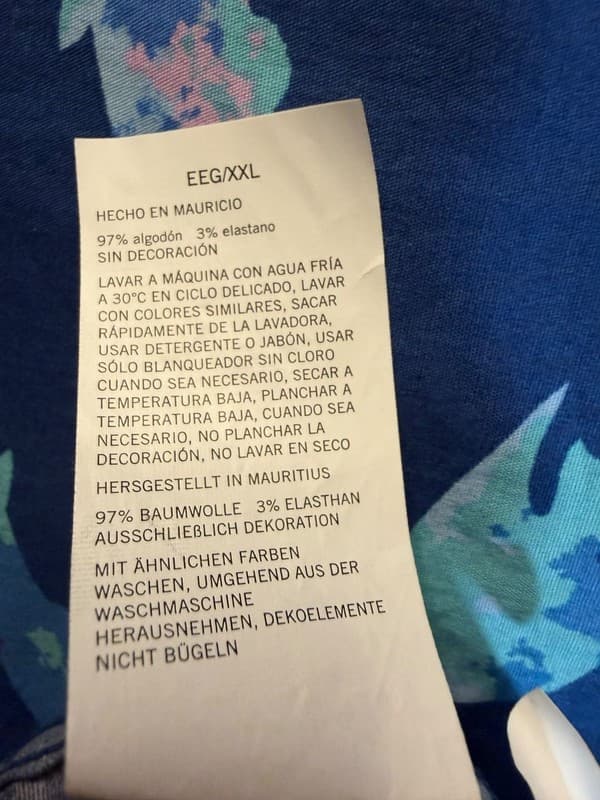 EEG/XXL
HECHO EN MAURICIO
97% algodón 3% elastano
SIN DECORACIÓN
LAVAR A MÁQUINA CON AGUA FRÍA
A 30°C EN CICLO DELICADO, LAVAR
CON COLORES SIMILARES, SACAR
RÁPIDAMENTE DE LA LAVADORA,
USAR DETERGENTE O JABÓN, USAR
SÓLO BLANQUEADOR SIN CLORO
CUANDO SEA NECESARIO, SECAR A
TEMPERATURA BAJA, PLANCHAR A
TEMPERATURA BAJA, CUANDO SEA
NECESARIO, NO PLANCHAR LA
DECORACIÓN, NO LAVAR EN SECO
HERSGESTELLT IN MAURITIUS
97% BAUMWOLLE 3% ELASTHAN
AUSSCHLIEßLICH DEKORATION
MIT ÄHNLICHEN FARBEN
WASCHEN, UMGEHEND AUS DER
WASCHMASCHINE
HERAUSNEHMEN, DEKOELEMENTE
NICHT BÜGELN